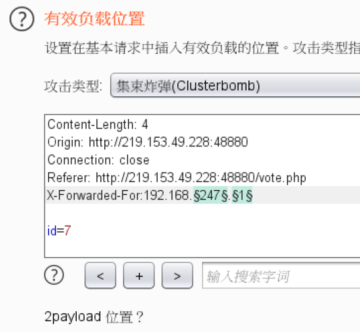 有效负载位置
设置在基本请求中插入有效负载的位置。攻击类型指
攻击类型: 集束炸弹(Clusterbomb)
Content-Length: 4
Origin: http://219.153.49.228:48880
Connection: close
Referer: http://219.153.49.228:48880/vote.php
X-Forwarded-For:192.168.§247§.§1§
id=7
? < + > 输入搜索字词
2payload 位置？